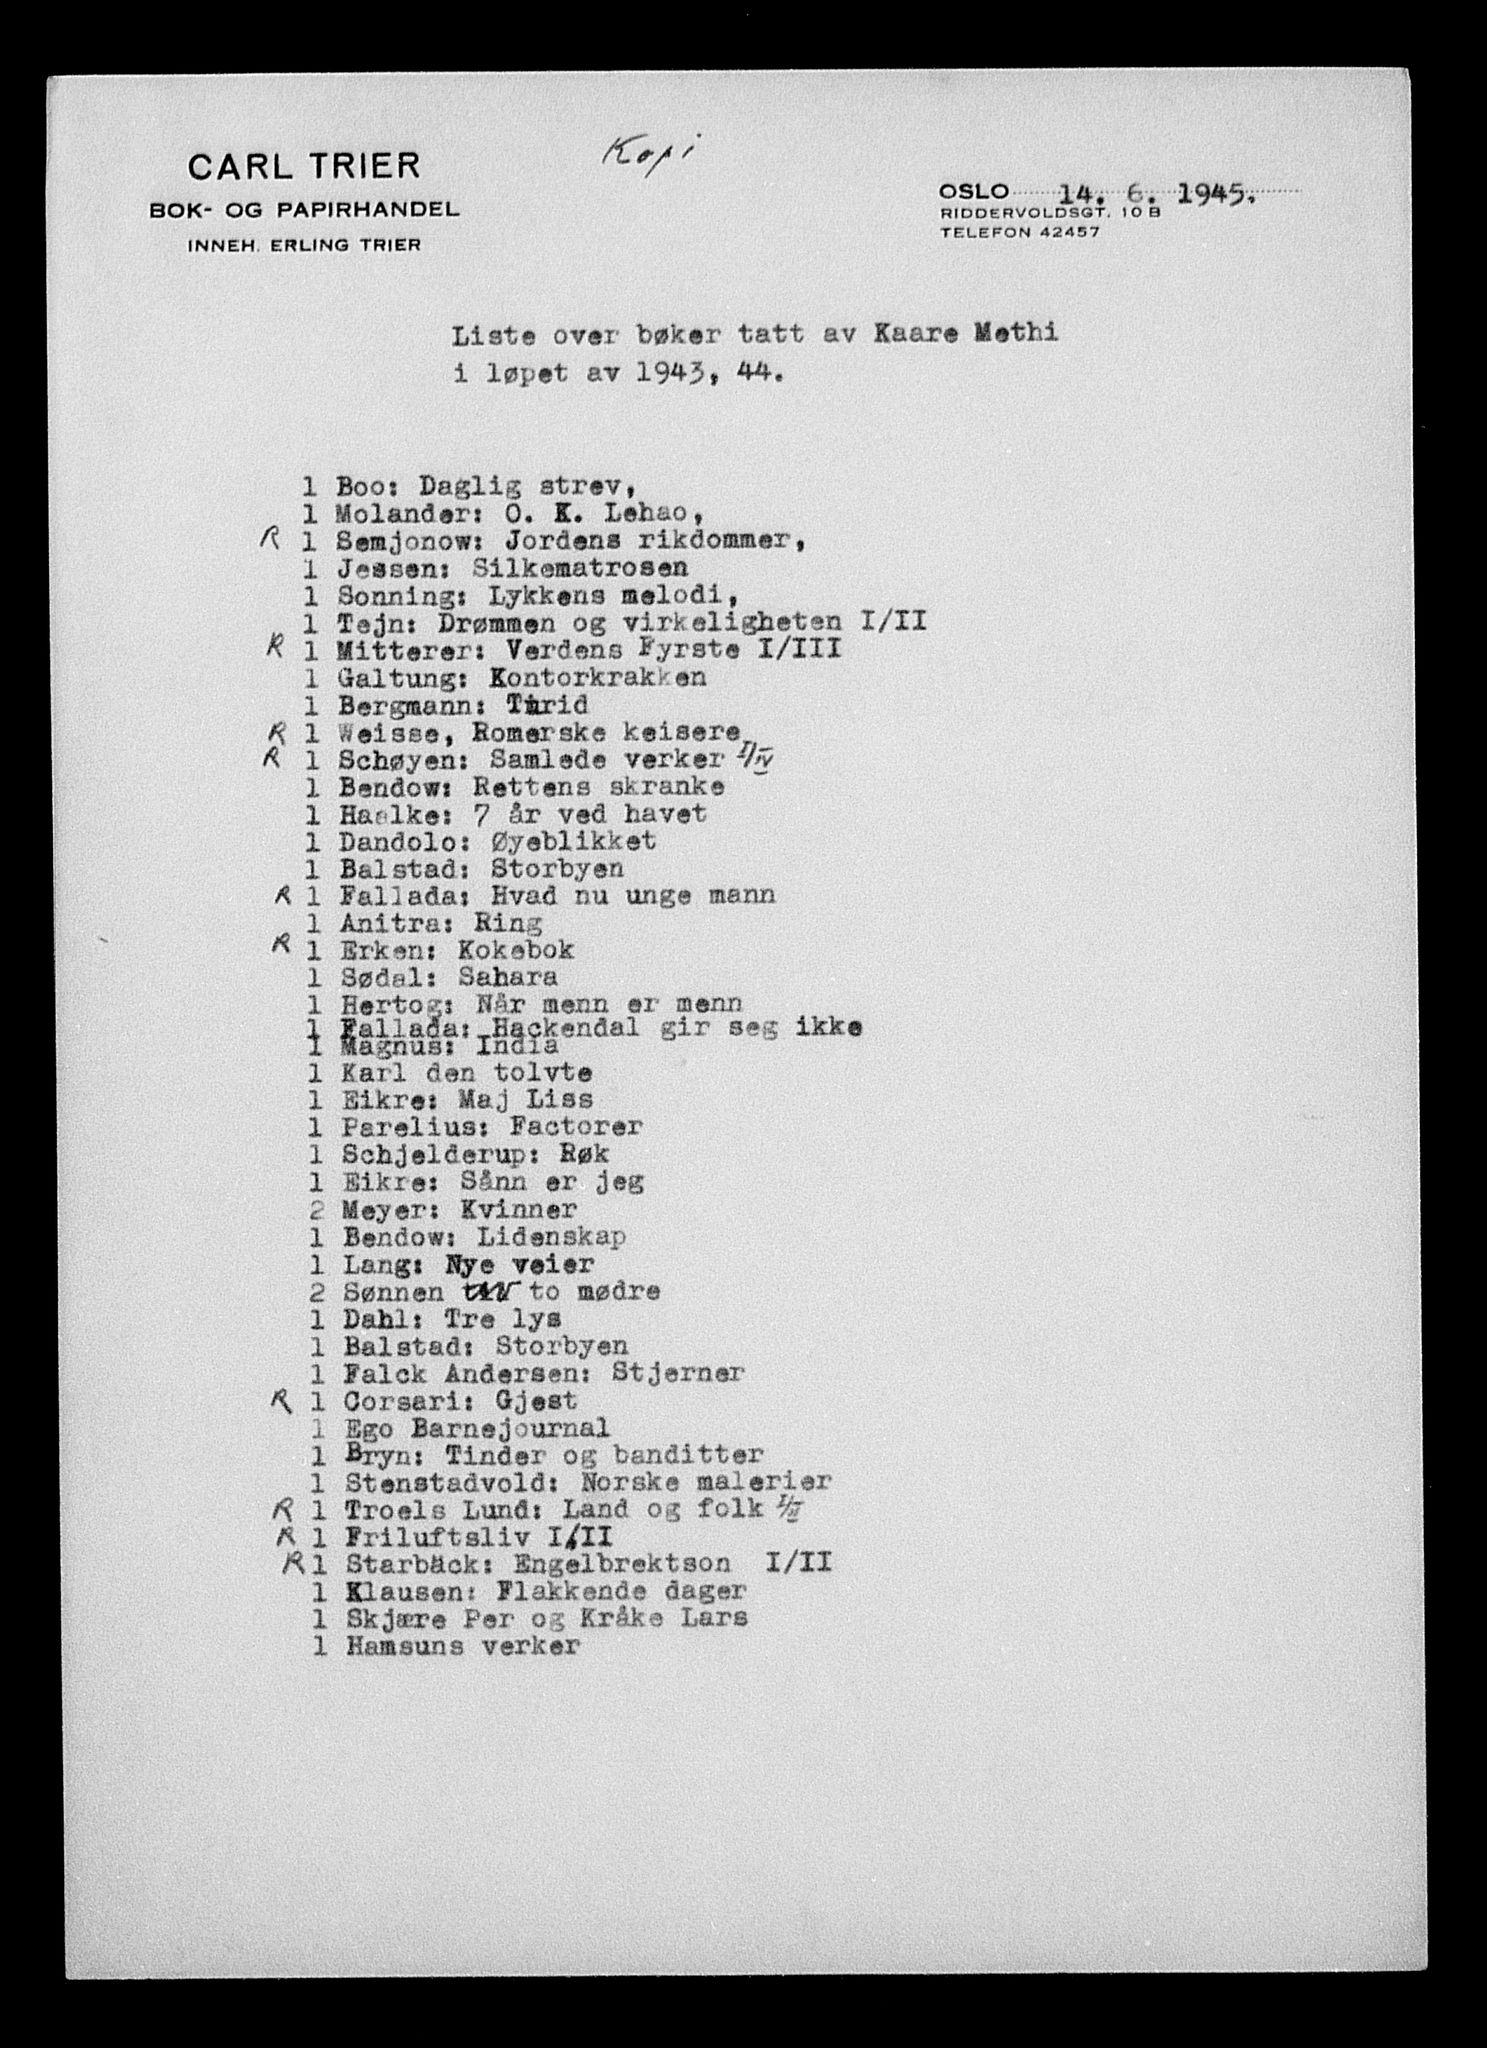 Kopi
CARL TRIER
BOK- OG PAPIRHANDEL
INNEH. ERLING TRIER
OSLO 14. 6. 1945.
RIDDERVOLDSGT. 10 B
TELEFON 42457
Liste over bøker tatt av Kaare Methi
i løpet av 1943, 44.
1 Boo: Daglig strev,
1 Molander: O. K. Lehao,
R 1 Semjonow: Jordens rikdommer,
1 Jessen: Silkematrosen
1 Sonning: Lykkens melodi,
1 Tejn: Drømmen og virkeligheten I/II
R 1 Mitterer: Verdens Fyrste I/III
1 Galtung: Kontorkrakken
1 Bergmann: Turid
R 1 Weisse, Romerske keisere
R 1 Schøyen: Samlede verker I/IV
1 Bendow: Rettens skranke
1 Haalke: 7 år ved havet
1 Dandolo: Øyeblikket
1 Balstad: Storbyen
R 1 Fallada: Hvad nu unge mann
1 Anitra: Ring
R 1 Erken: Kokebok
1 Sødal: Sahara
1 Hertog: Når menn er menn
1 Fallada: Hackendal gir seg ikke
1 Magnus: India
1 Karl den tolvte
1 Eikre: Maj Liss
1 Parelius: Factorer
1 Schjelderup: Røk
1 Eikre: Sånn er jeg
2 Meyer: Kvinner
1 Bendow: Lidenskap
1 Lang: Nye veier
2 Sønnen to mødre
1 Dahl: Tre lys
1 Balstad: Storbyen
1 Falck Andersen: Stjerner
R 1 Corsari: Gjest
1 Ego Barnejournal
1 Bryn: Tinder og banditter
1 Stenstadvold: Norske malerier
R 1 Troels Lund: Land og folk I/II
R 1 Friluftsliv I/II
R 1 Starbäck: Engelbrektson I/II
1 Klausen: Flakkende dager
1 Skjære Per og Kråke Lars
1 Hamsuns verker